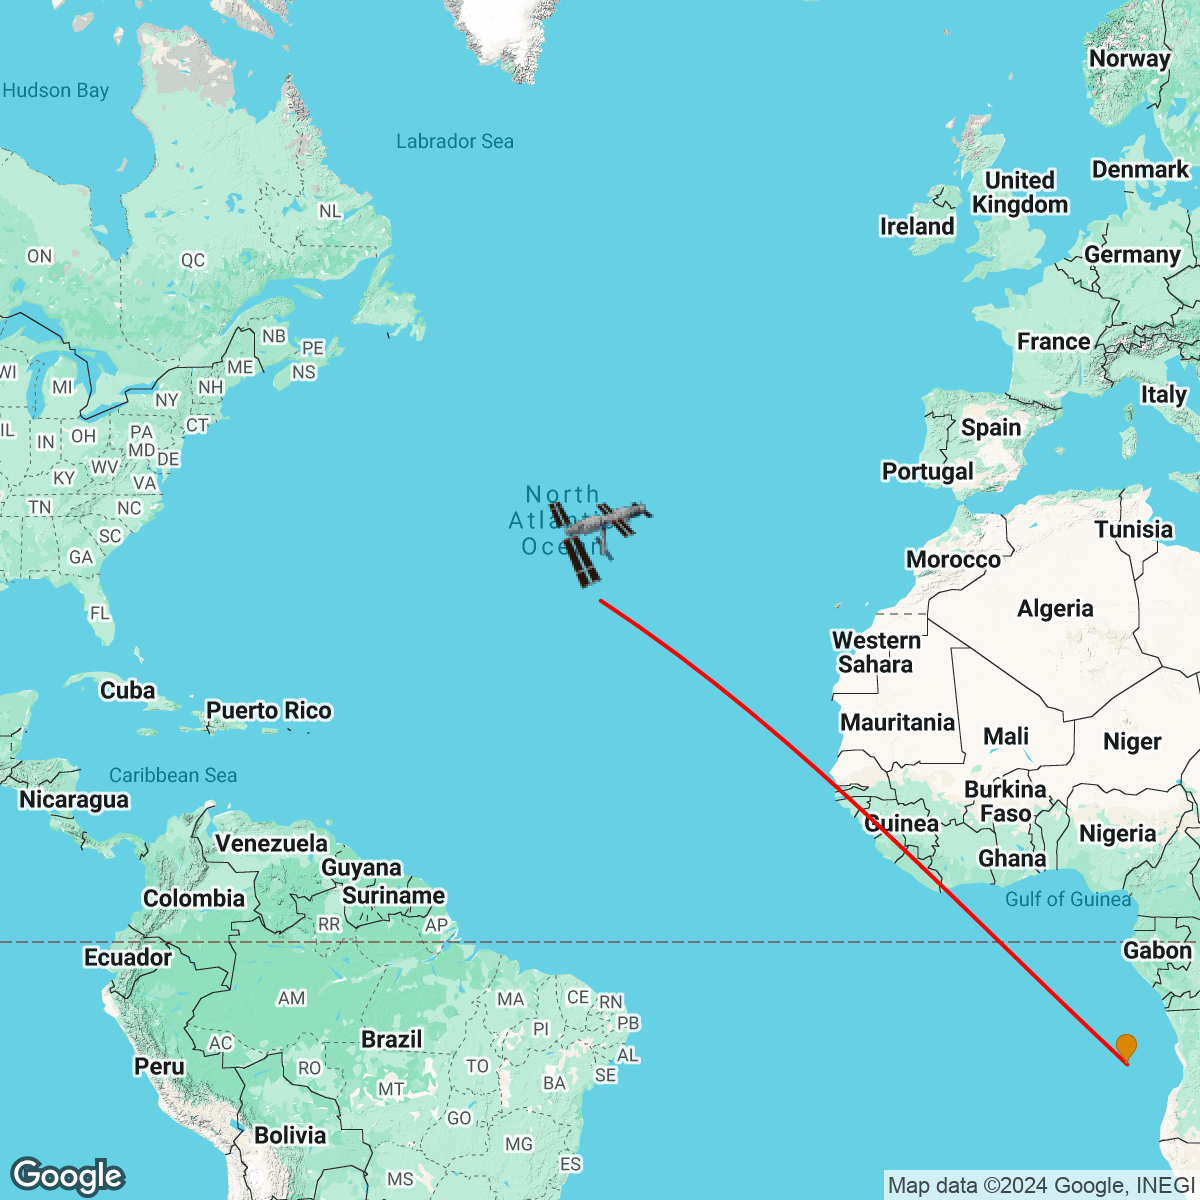 Norway
Hudson Bay
Labrador Sea
Denmark
United
Kingdom
NL
Ireland
ON
QC
Germany
NB
PE
France
ME
NS
WI
MI
NH
NY
Italy
CT
Spain
IL
IN
OH
PA
MD
DE
WV
Portugal
KY
VA
North
TN
NC
Atlantic
Tunisia
SC
Ocean
GA
Morocco
FL
Algeria
Western
Sahara
Cuba
Puerto Rico
Mauritania
Mali
Niger
Caribbean Sea
Nicaragua
Burkina
Faso
Guinea
Nigeria
Venezuela
Ghana
Guyana
Colombia
Suriname
Gulf of Guinea
RR
AP
Ecuador
Gabon
AM
MA
CE
RN
PB
PI
Brazil
AC
AL
Peru
RO
TO
SE
MT
BA
GO
Bolivia
MG
ES
MS
Google
Map data ©2024 Google, INEGI